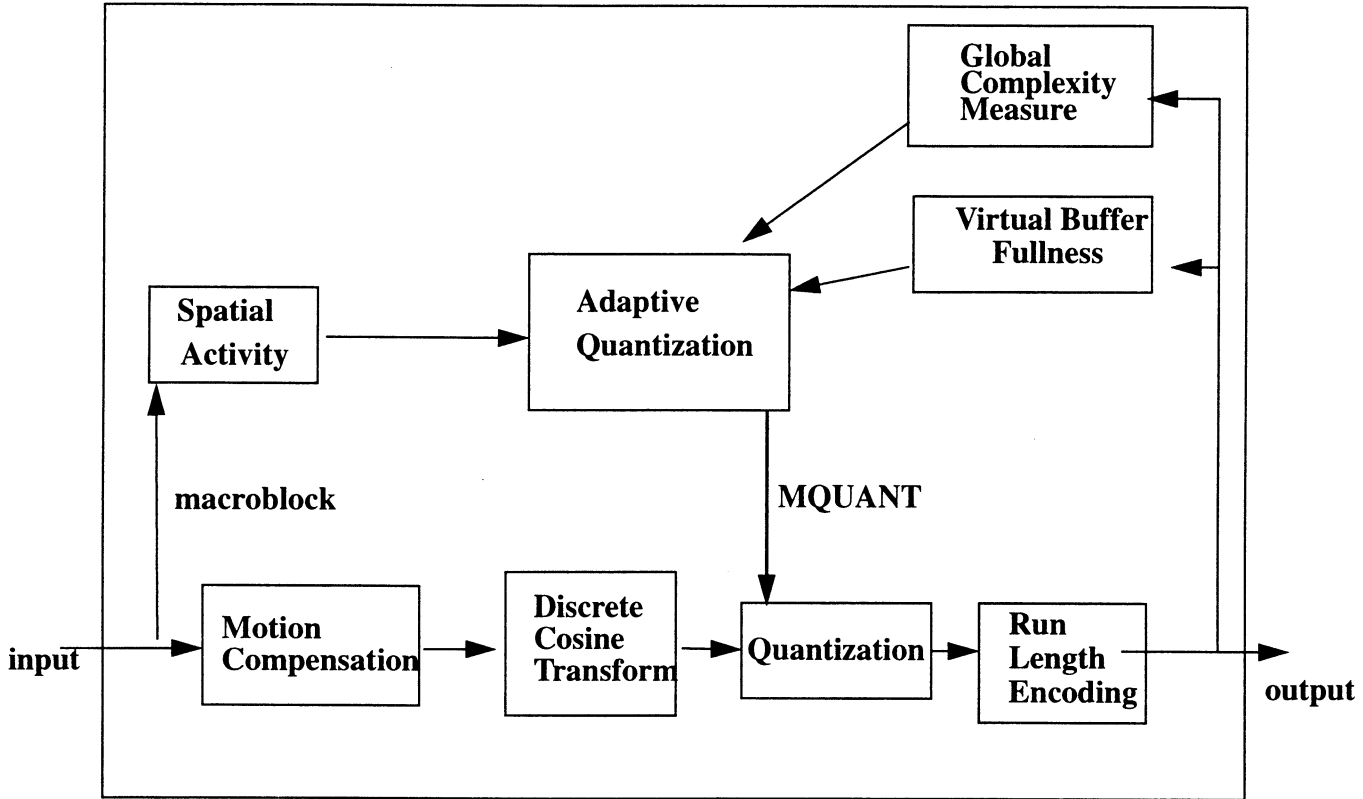 Global
Complexity
Measure
Virtual Buffer
Fullness
Adaptive
Quantization
Spatial
Activity
macroblock
MQUANT
input
Motion
Compensation
Discrete
Cosine
Transform
Quantization
Run
Length
Encoding
output